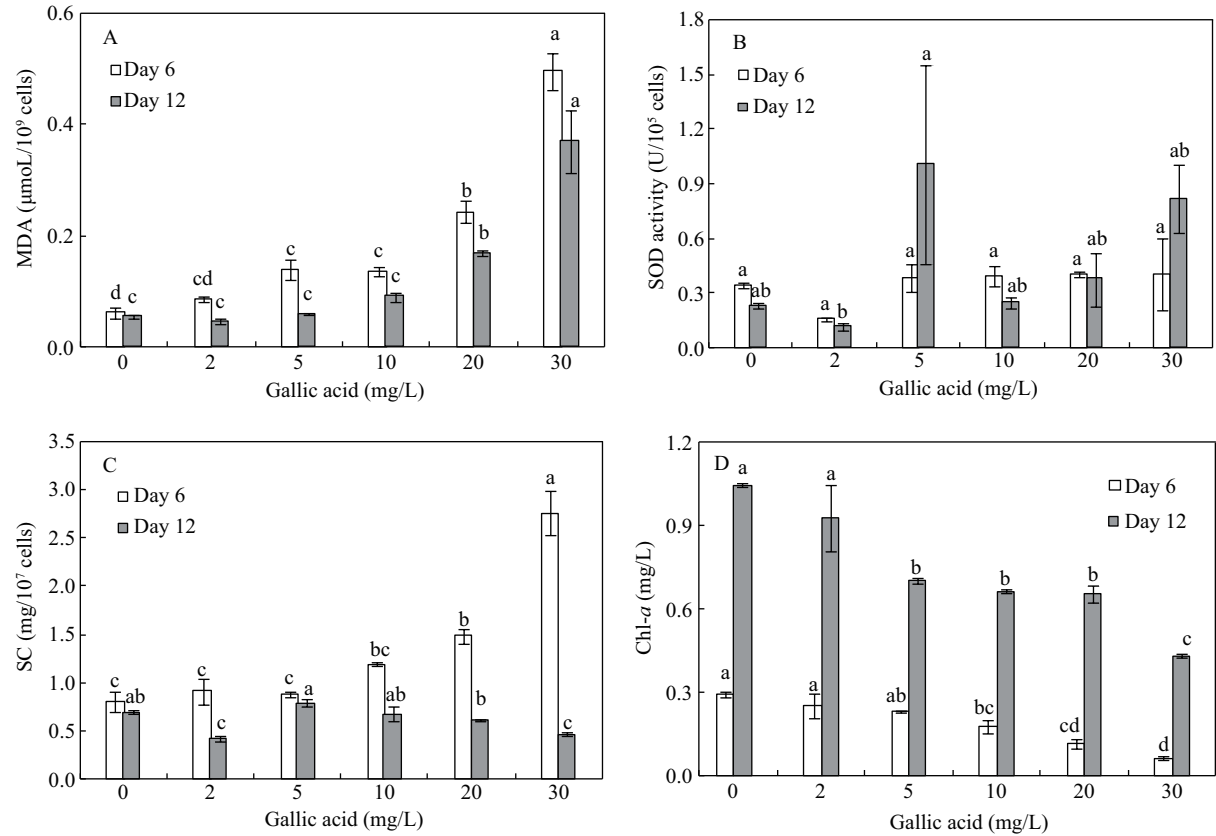 A
Day 6
Day 12
MDA (μmoL/10⁹ cells)
0.6
0.4
0.2
0.0
d c cd c c c c c b b a a
0 2 5 10 20 30
Gallic acid (mg/L)
B
Day 6
Day 12
SOD activity (U/10⁵ cells)
1.8
1.5
1.2
0.9
0.6
0.3
0.0
a ab a b a a a ab a ab a ab
0 2 5 10 20 30
Gallic acid (mg/L)
C
Day 6
Day 12
SC (mg/10⁷ cells)
3.5
3.0
2.5
2.0
1.5
1.0
0.5
0.0
c ab c c c a bc ab b b a c
0 2 5 10 20 30
Gallic acid (mg/L)
D
Day 6
Day 12
Chl-a (mg/L)
1.2
0.9
0.6
0.3
0.0
a a a a ab b bc b cd b d c
0 2 5 10 20 30
Gallic acid (mg/L)